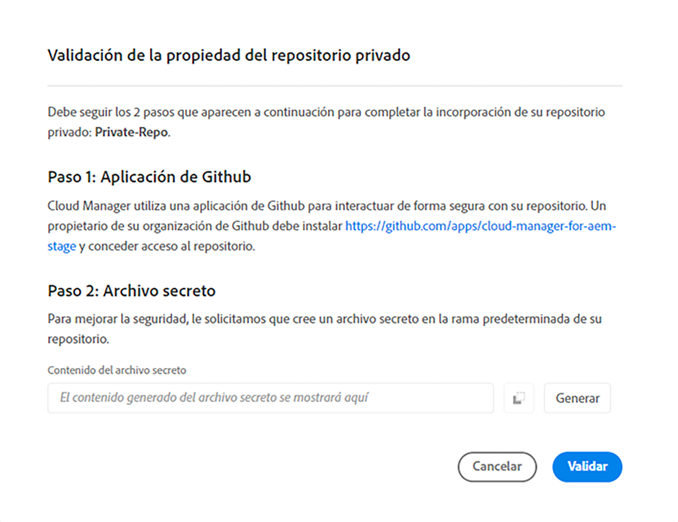 Validación de la propiedad del repositorio privado
Debe seguir los 2 pasos que aparecen a continuación para completar la incorporación de su repositorio
privado: Private-Repo.
Paso 1: Aplicación de Github
Cloud Manager utiliza una aplicación de Github para interactuar de forma segura con su repositorio. Un
propietario de su organización de Github debe instalar https://github.com/apps/cloud-manager-for-aem-
stage y conceder acceso al repositorio.
Paso 2: Archivo secreto
Para mejorar la seguridad, le solicitamos que cree un archivo secreto en la rama predeterminada de su
repositorio.
Contenido del archivo secreto
El contenido generado del archivo secreto se mostrará aquí
Generar
Cancelar
Validar